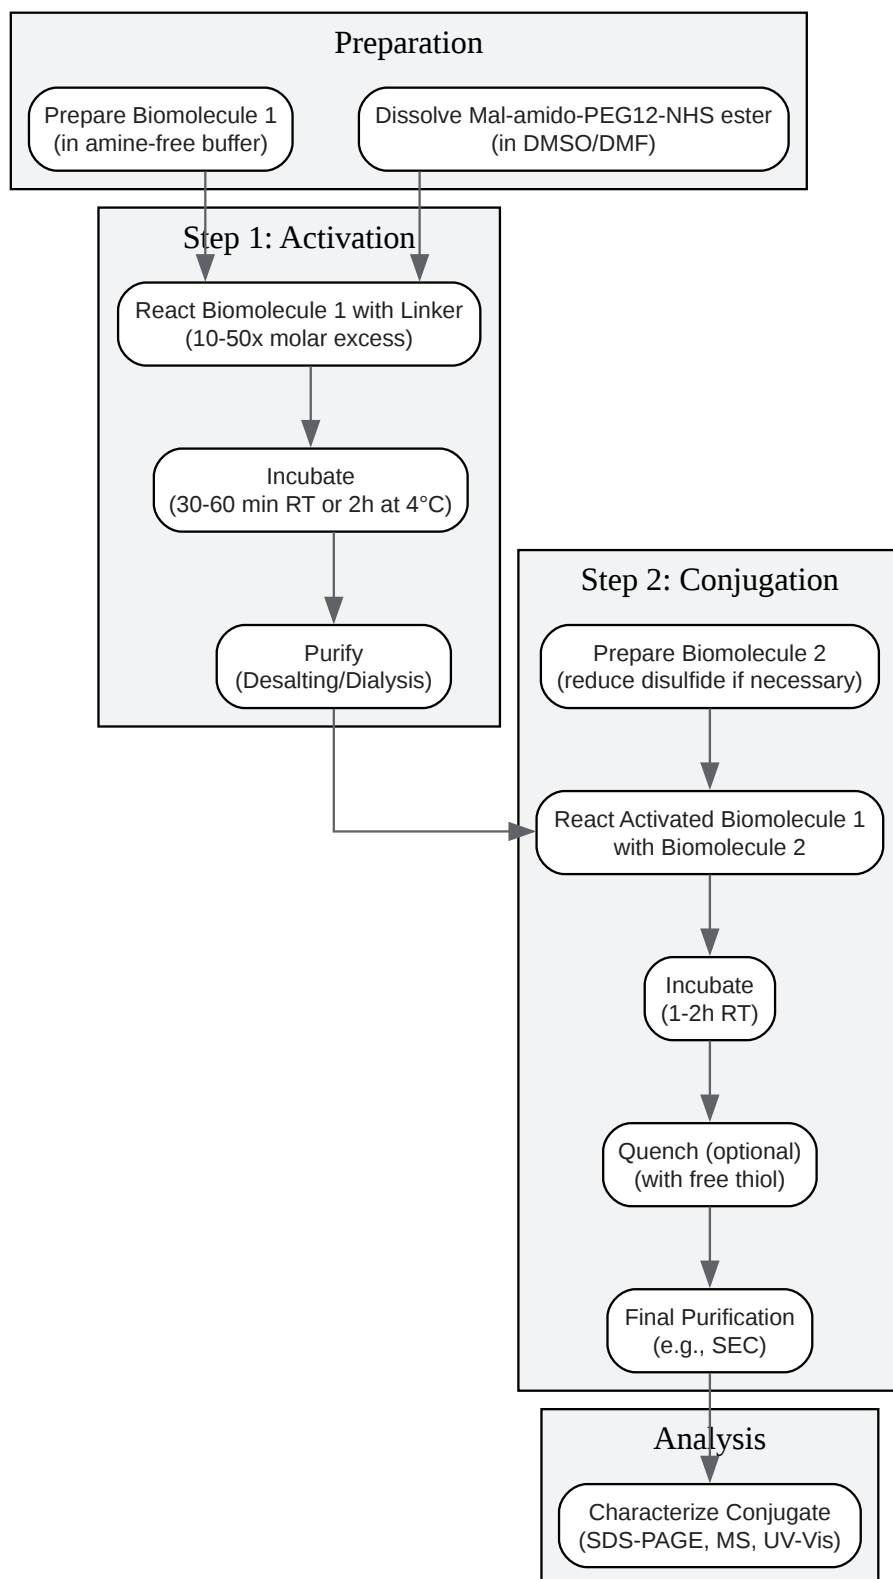 Preparation
Prepare Biomolecule 1
(in amine-free buffer)
Dissolve Mal-amido-PEG12-NHS ester
(in DMSO/DMF)
Step 1: Activation
React Biomolecule 1 with Linker
(10-50x molar excess)
Incubate
(30-60 min RT or 2h at 4°C)
Purify
(Desalting/Dialysis)
Step 2: Conjugation
Prepare Biomolecule 2
(reduce disulfide if necessary)
React Activated Biomolecule 1
with Biomolecule 2
Incubate
(1-2h RT)
Quench (optional)
(with free thiol)
Final Purification
(e.g., SEC)
Analysis
Characterize Conjugate
(SDS-PAGE, MS, UV-Vis)